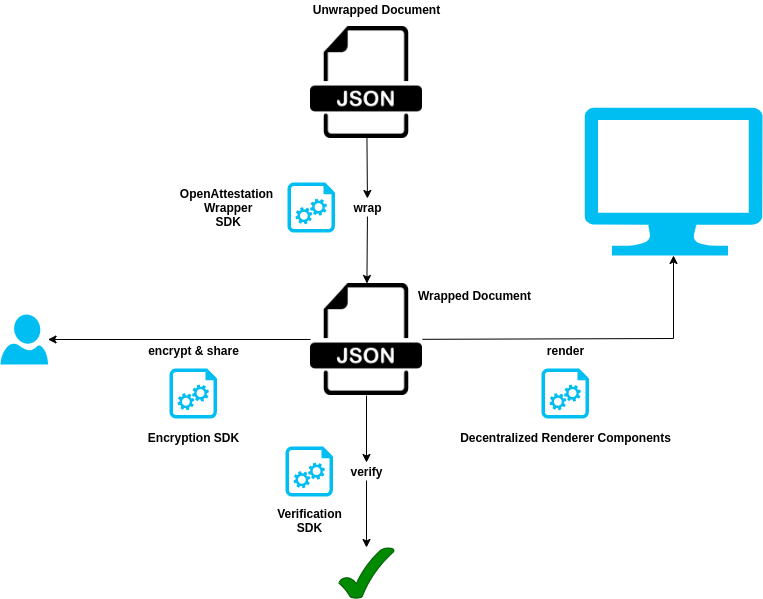 Unwrapped Document
JSON
OpenAttestation
Wrapper
SDK
wrap
Wrapped Document
JSON
encrypt & share
render
Encryption SDK
Decentralized Renderer Components
verify
Verification
SDK